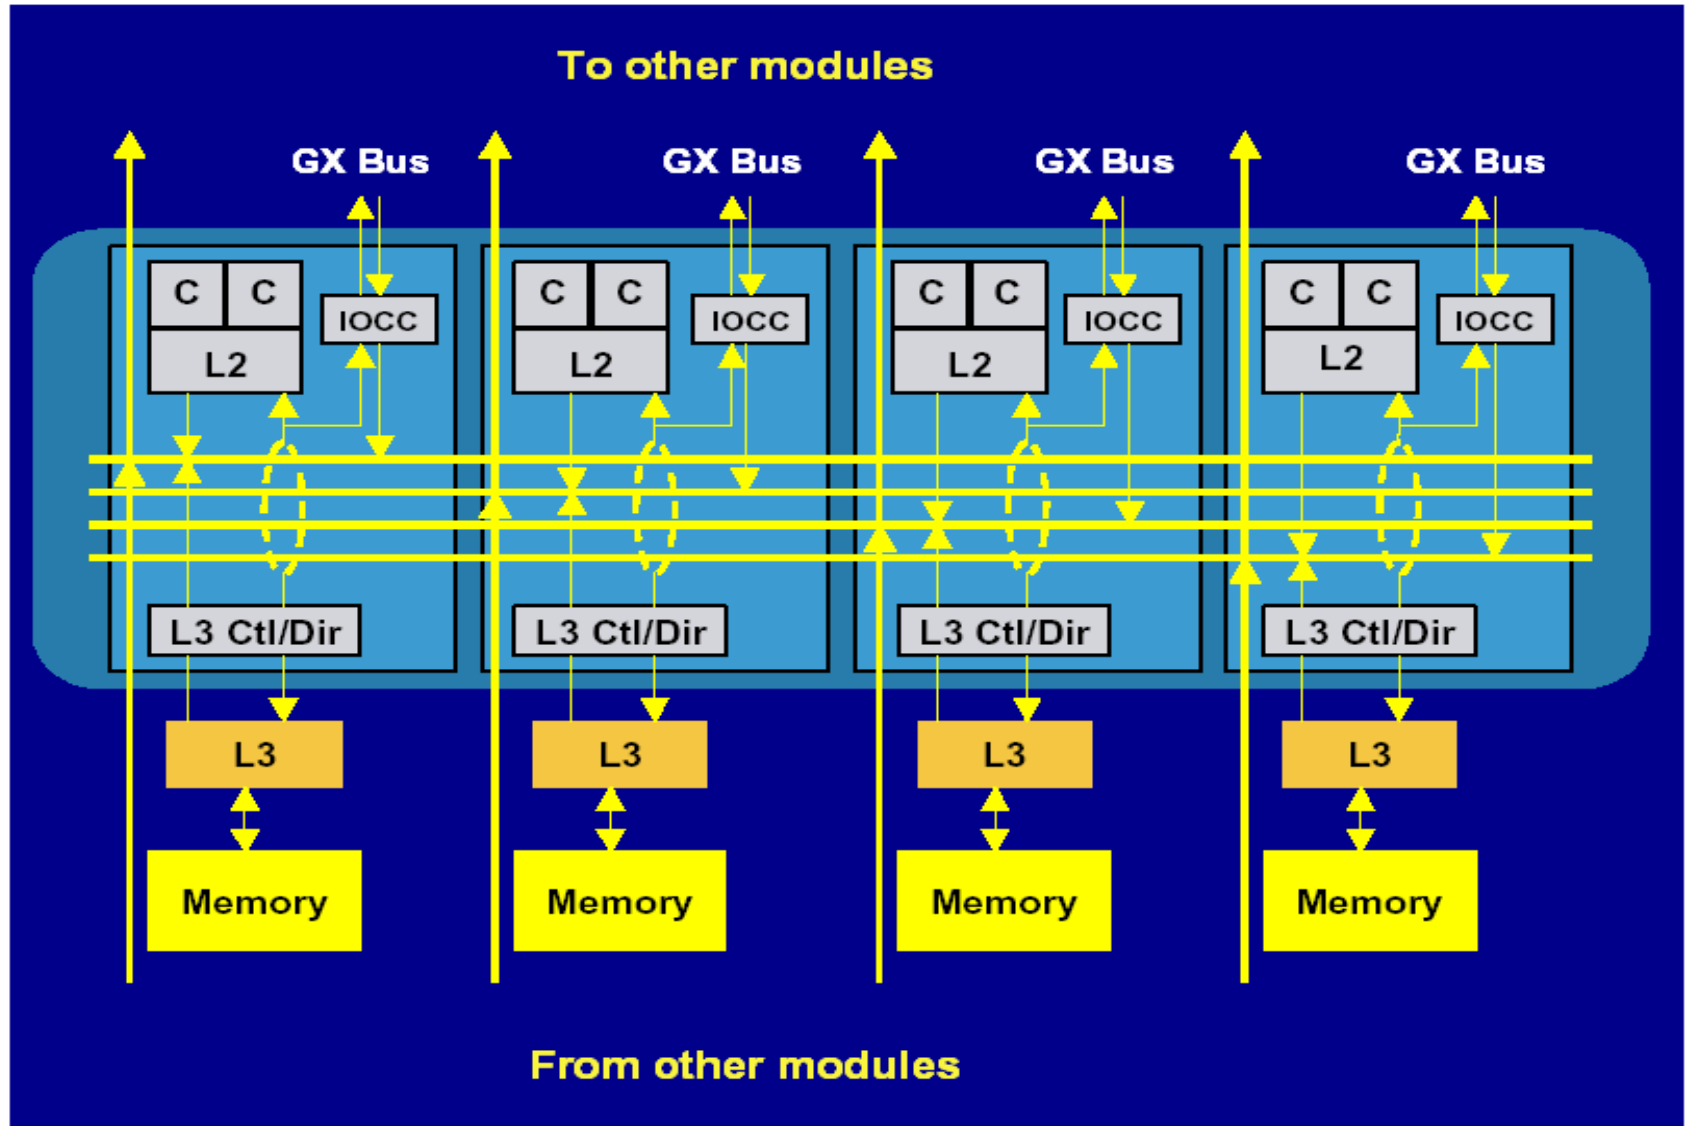 To other modules
GX Bus GX Bus GX Bus GX Bus
C C C C C C C C
IOCC IOCC IOCC IOCC
L2 L2 L2 L2
L3 Ctl/Dir L3 Ctl/Dir L3 Ctl/Dir L3 Ctl/Dir
L3 L3 L3 L3
Memory Memory Memory Memory
From other modules